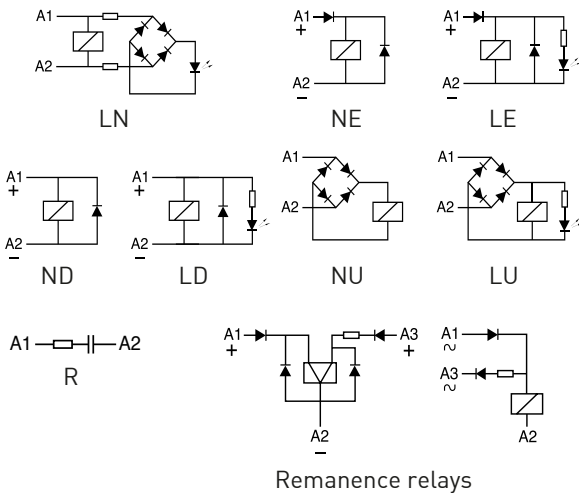 A1
A2
LN
A1
+
A2
−
NE
A1
+
A2
−
LE
A1
+
A2
−
ND
A1
+
A2
−
LD
A1
A2
NU
A1
A2
LU
A1 A2
R
A1 A3
+ +
A2
−
A1
~
A3
~
A2
Remanence relays